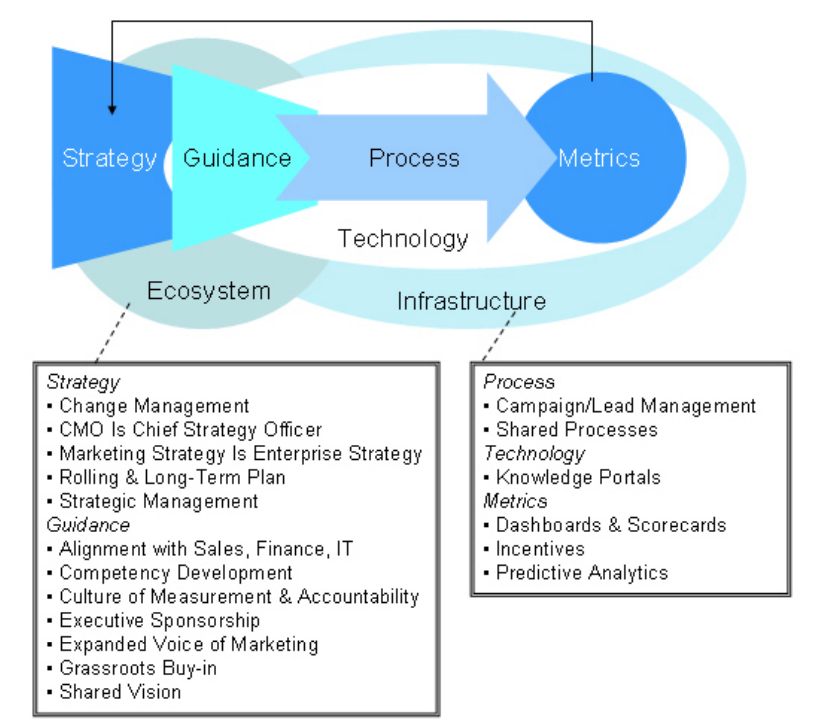 Strategy
Guidance
Process
Metrics
Technology
Ecosystem
Infrastructure
Strategy
▪ Change Management
▪ CMO Is Chief Strategy Officer
▪ Marketing Strategy Is Enterprise Strategy
▪ Rolling & Long-Term Plan
▪ Strategic Management
Guidance
▪ Alignment with Sales, Finance, IT
▪ Competency Development
▪ Culture of Measurement & Accountability
▪ Executive Sponsorship
▪ Expanded Voice of Marketing
▪ Grassroots Buy-in
▪ Shared Vision
Process
▪ Campaign/Lead Management
▪ Shared Processes
Technology
▪ Knowledge Portals
Metrics
▪ Dashboards & Scorecards
▪ Incentives
▪ Predictive Analytics